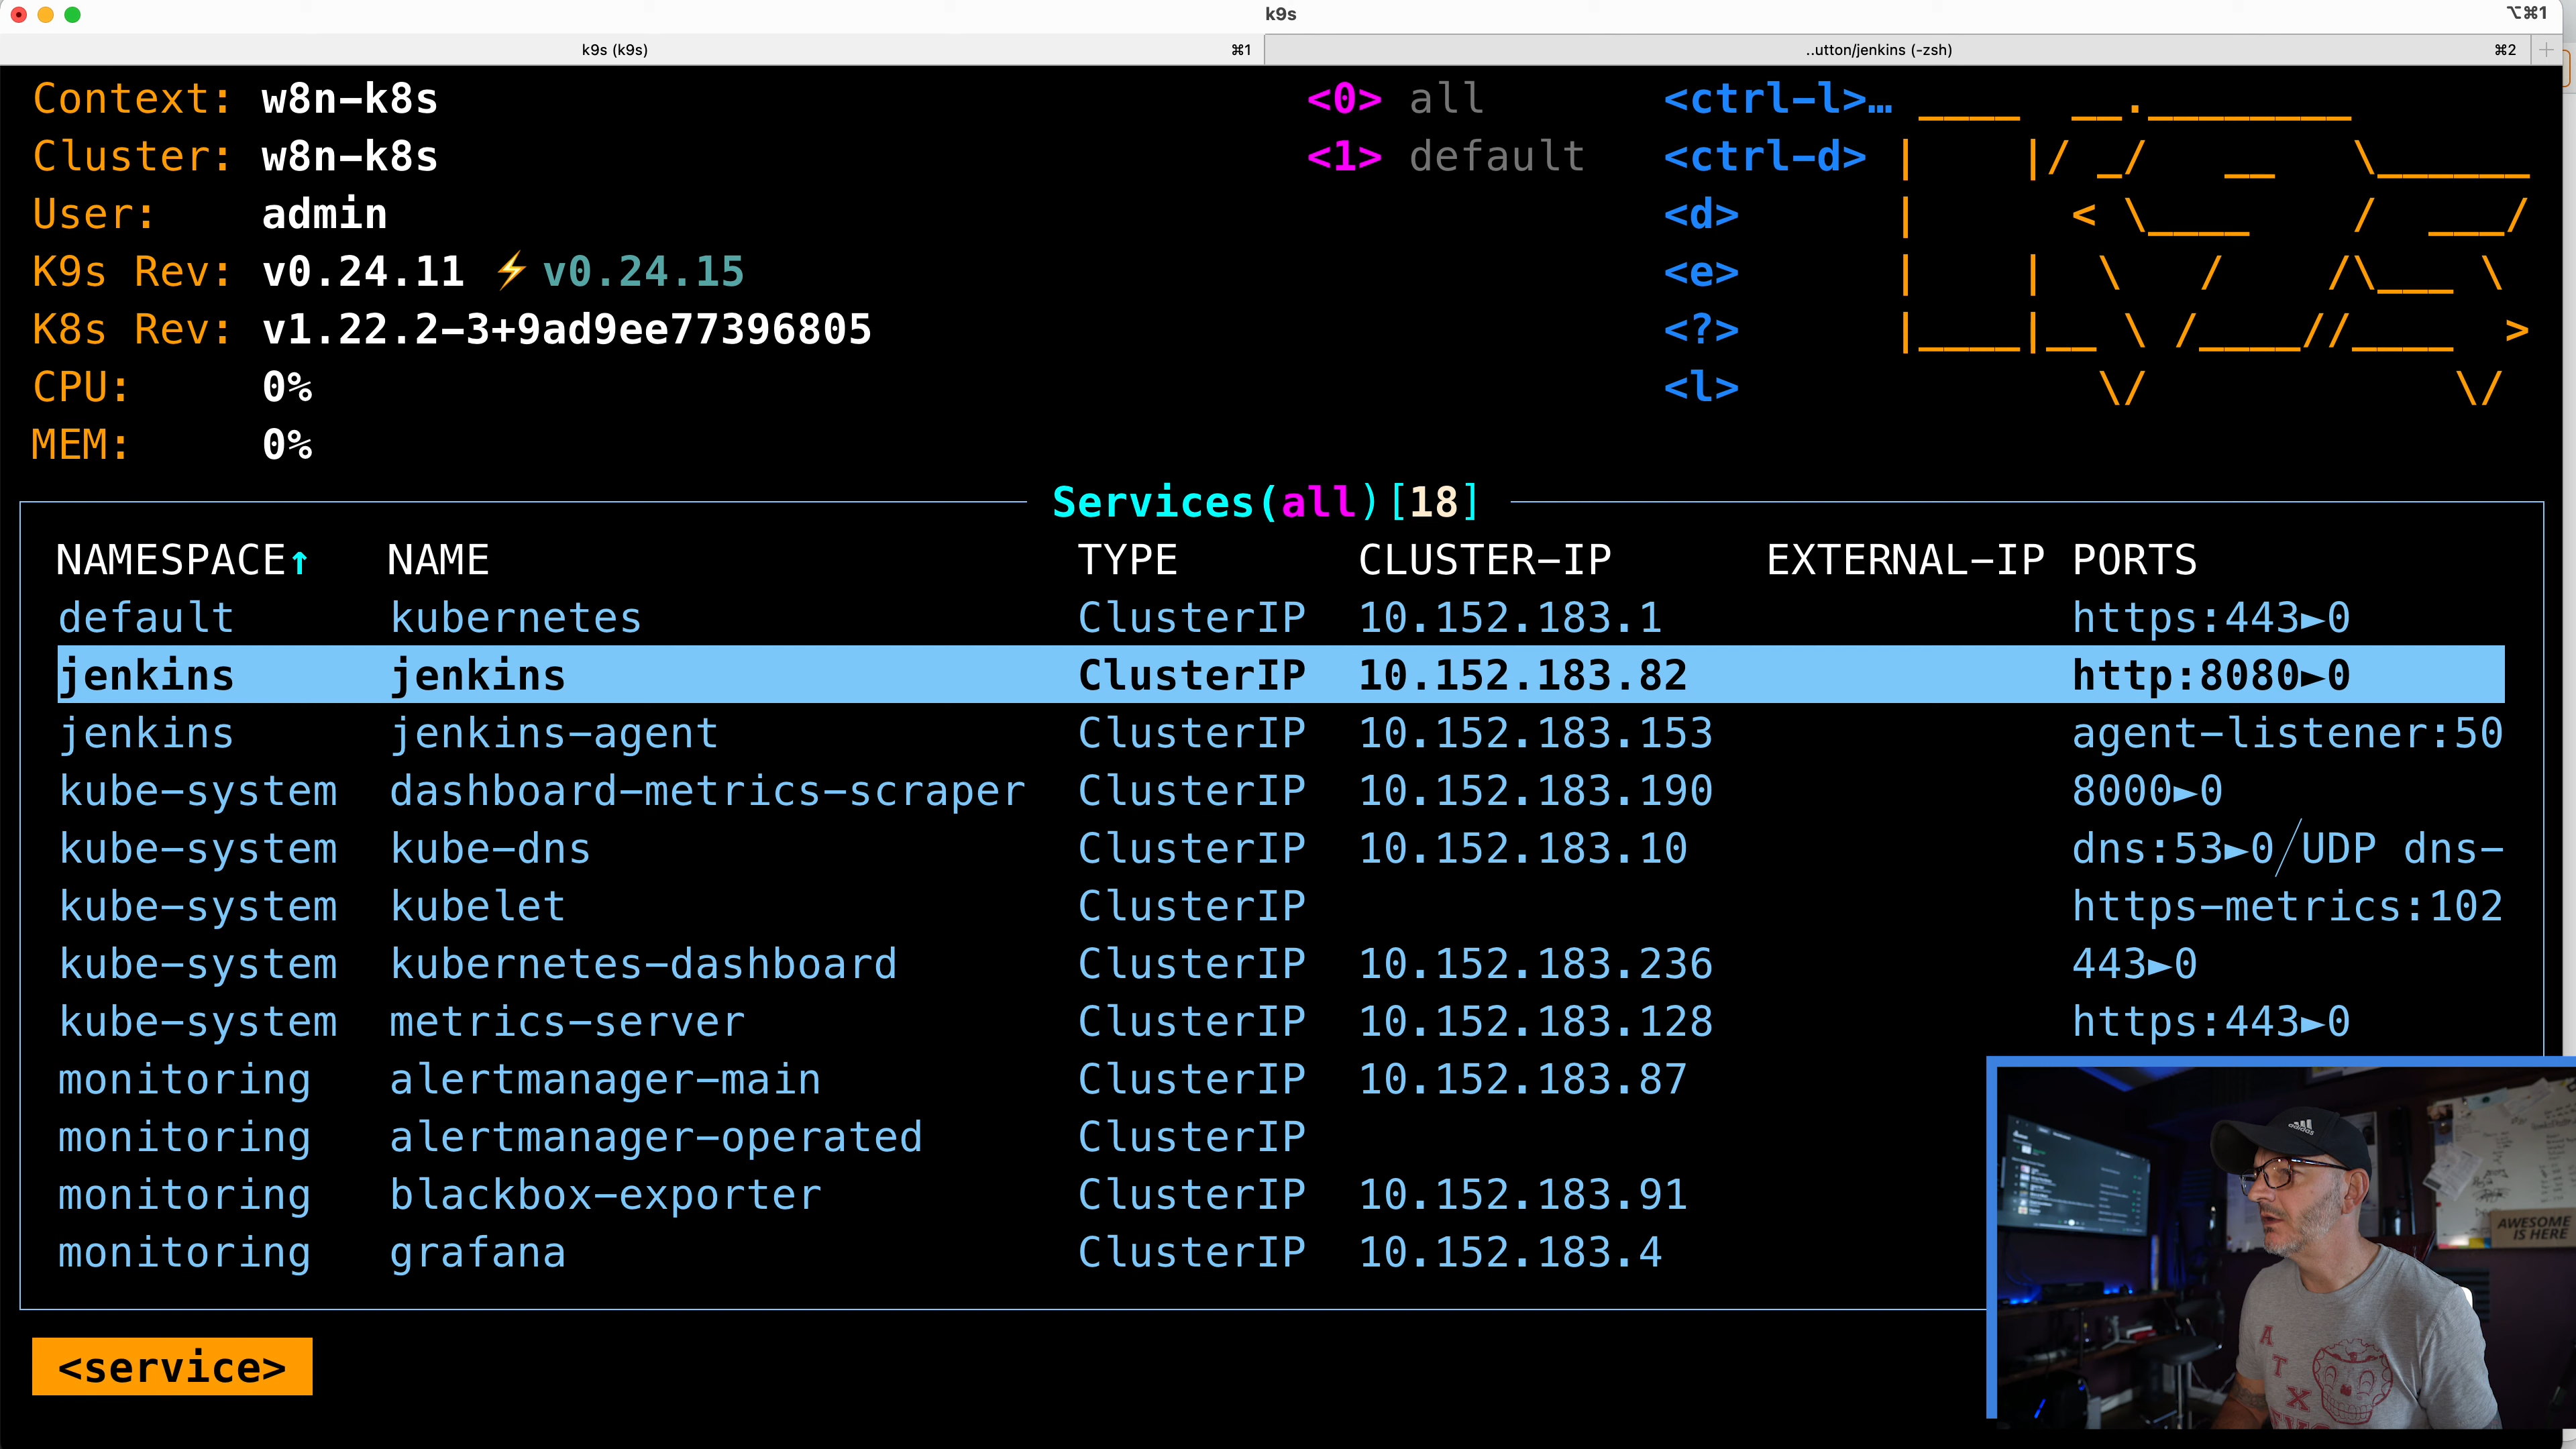 k9s
⌥⌘1
k9s (k9s) ⌘1 ..utton/jenkins (-zsh) ⌘2 +
Context: w8n-k8s <0> all <ctrl-l>…
Cluster: w8n-k8s <1> default <ctrl-d>
User: admin <d>
K9s Rev: v0.24.11 ⚡ v0.24.15 <e>
K8s Rev: v1.22.2-3+9ad9ee77396805 <?>
CPU: 0% <l>
MEM: 0%
Services(all)[18]
NAMESPACE↑ NAME TYPE CLUSTER-IP EXTERNAL-IP PORTS
default kubernetes ClusterIP 10.152.183.1 https:443►0
jenkins jenkins ClusterIP 10.152.183.82 http:8080►0
jenkins jenkins-agent ClusterIP 10.152.183.153 agent-listener:50
kube-system dashboard-metrics-scraper ClusterIP 10.152.183.190 8000►0
kube-system kube-dns ClusterIP 10.152.183.10 dns:53►0/UDP dns-
kube-system kubelet ClusterIP https-metrics:102
kube-system kubernetes-dashboard ClusterIP 10.152.183.236 443►0
kube-system metrics-server ClusterIP 10.152.183.128 https:443►0
monitoring alertmanager-main ClusterIP 10.152.183.87
monitoring alertmanager-operated ClusterIP
monitoring blackbox-exporter ClusterIP 10.152.183.91
monitoring grafana ClusterIP 10.152.183.4
<service>
adidas
AWESOME
IS HERE
ATX